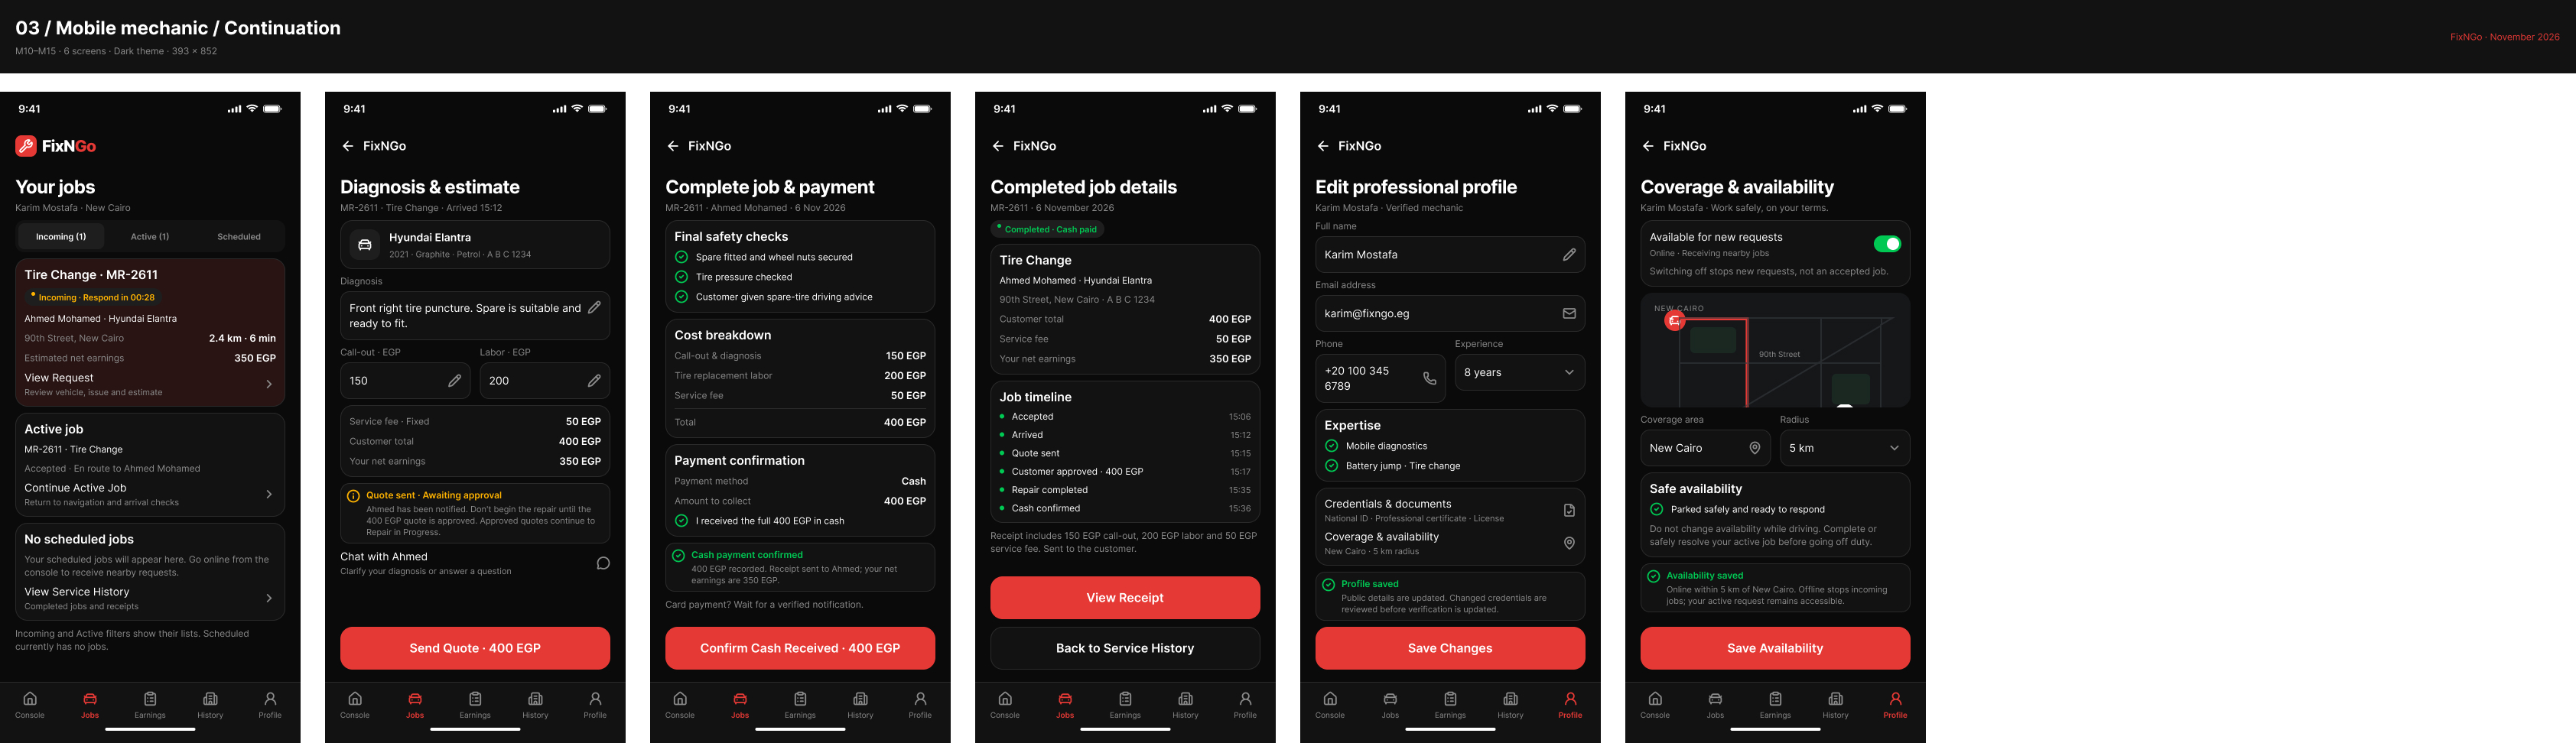 03 / Mobile mechanic / Continuation
M10–M15 · 6 screens · Dark theme · 393 × 852
FixNGo · November 2026
9:41
FixNGo
Your jobs
Karim Mostafa · New Cairo
Incoming (1) Active (1) Scheduled
Tire Change · MR-2611
Incoming · Respond in 00:28
Ahmed Mohamed · Hyundai Elantra
90th Street, New Cairo 2.4 km · 6 min
Estimated net earnings 350 EGP
View Request
Review vehicle, issue and estimate
Active job
MR-2611 · Tire Change
Accepted · En route to Ahmed Mohamed
Continue Active Job
Return to navigation and arrival checks
No scheduled jobs
Your scheduled jobs will appear here. Go online from the
console to receive nearby requests.
View Service History
Completed jobs and receipts
Incoming and Active filters show their lists. Scheduled
currently has no jobs.
Console Jobs Earnings History Profile
9:41
FixNGo
Diagnosis & estimate
MR-2611 · Tire Change · Arrived 15:12
Hyundai Elantra
2021 · Graphite · Petrol · A B C 1234
Diagnosis
Front right tire puncture. Spare is suitable and
ready to fit.
Call-out · EGP Labor · EGP
150 200
Service fee · Fixed 50 EGP
Customer total 400 EGP
Your net earnings 350 EGP
Quote sent · Awaiting approval
Ahmed has been notified. Don't begin the repair until the
400 EGP quote is approved. Approved quotes continue to
Repair in Progress.
Chat with Ahmed
Clarify your diagnosis or answer a question
Send Quote · 400 EGP
Console Jobs Earnings History Profile
9:41
FixNGo
Complete job & payment
MR-2611 · Ahmed Mohamed · 6 Nov 2026
Final safety checks
Spare fitted and wheel nuts secured
Tire pressure checked
Customer given spare-tire driving advice
Cost breakdown
Call-out & diagnosis 150 EGP
Tire replacement labor 200 EGP
Service fee 50 EGP
Total 400 EGP
Payment confirmation
Payment method Cash
Amount to collect 400 EGP
I received the full 400 EGP in cash
Cash payment confirmed
400 EGP recorded. Receipt sent to Ahmed; your net
earnings are 350 EGP.
Card payment? Wait for a verified notification.
Confirm Cash Received · 400 EGP
Console Jobs Earnings History Profile
9:41
FixNGo
Completed job details
MR-2611 · 6 November 2026
Completed · Cash paid
Tire Change
Ahmed Mohamed · Hyundai Elantra
90th Street, New Cairo · A B C 1234
Customer total 400 EGP
Service fee 50 EGP
Your net earnings 350 EGP
Job timeline
Accepted 15:06
Arrived 15:12
Quote sent 15:15
Customer approved · 400 EGP 15:17
Repair completed 15:35
Cash confirmed 15:36
Receipt includes 150 EGP call-out, 200 EGP labor and 50 EGP
service fee. Sent to the customer.
View Receipt
Back to Service History
Console Jobs Earnings History Profile
9:41
FixNGo
Edit professional profile
Karim Mostafa · Verified mechanic
Full name
Karim Mostafa
Email address
karim@fixngo.eg
Phone Experience
+20 100 345
6789
8 years
Expertise
Mobile diagnostics
Battery jump · Tire change
Credentials & documents
National ID · Professional certificate · License
Coverage & availability
New Cairo · 5 km radius
Profile saved
Public details are updated. Changed credentials are
reviewed before verification is updated.
Save Changes
Console Jobs Earnings History Profile
9:41
FixNGo
Coverage & availability
Karim Mostafa · Work safely, on your terms.
Available for new requests
Online · Receiving nearby jobs
Switching off stops new requests, not an accepted job.
NEW CAIRO
90th Street
Coverage area Radius
New Cairo 5 km
Safe availability
Parked safely and ready to respond
Do not change availability while driving. Complete or
safely resolve your active job before going off duty.
Availability saved
Online within 5 km of New Cairo. Offline stops incoming
jobs; your active request remains accessible.
Save Availability
Console Jobs Earnings History Profile